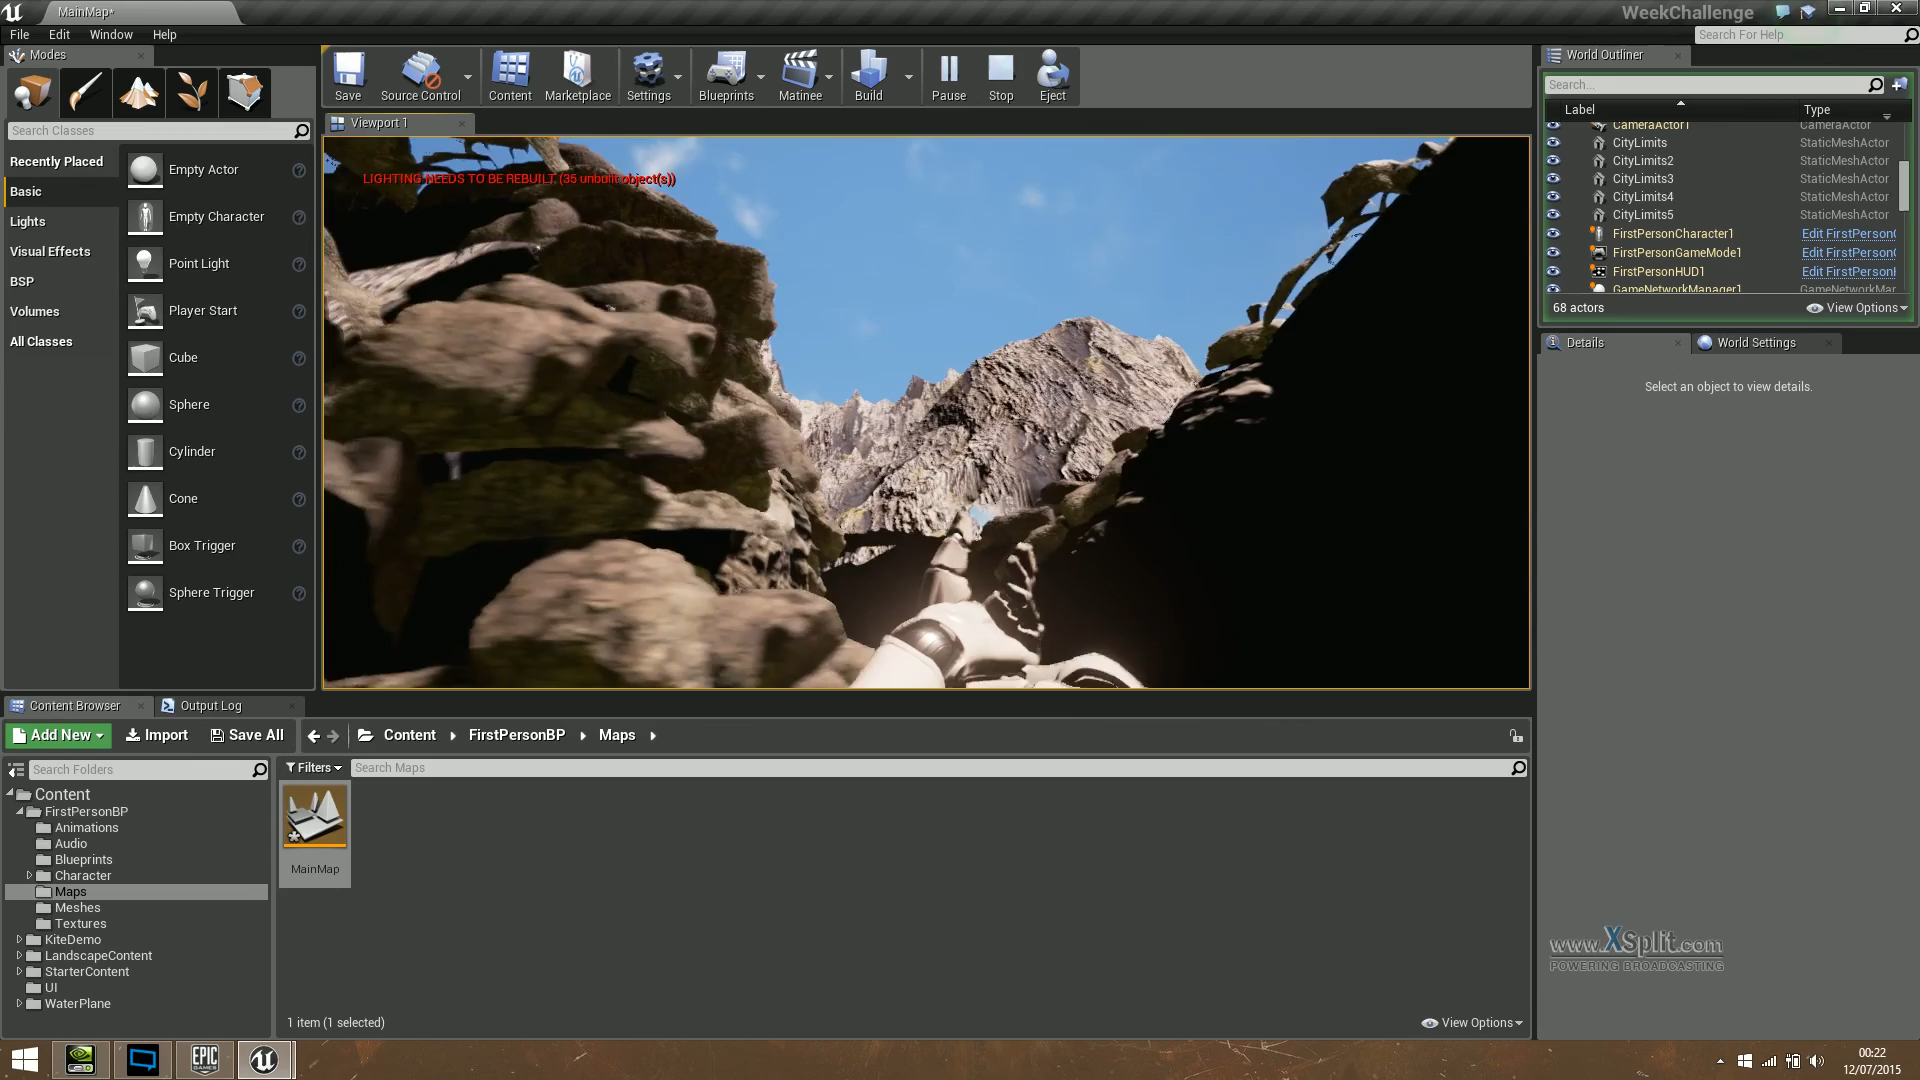 MainMap*
WeekChallenge
File Edit Window Help
Search For Help
Modes
Search Classes
Recently Placed
Basic
Lights
Visual Effects
BSP
Volumes
All Classes
Empty Actor
Empty Character
Point Light
Player Start
Cube
Sphere
Cylinder
Cone
Box Trigger
Sphere Trigger
Save Source Control Content Marketplace Settings Blueprints Matinee Build Pause Stop Eject
Viewport 1
LIGHTING NEEDS TO BE REBUILT (35 unbuilt object(s))
World Outliner
Search...
Label Type
CameraActor1 CameraActor
CityLimits StaticMeshActor
CityLimits2 StaticMeshActor
CityLimits3 StaticMeshActor
CityLimits4 StaticMeshActor
CityLimits5 StaticMeshActor
FirstPersonCharacter1 Edit FirstPerson
FirstPersonGameMode1 Edit FirstPerson
FirstPersonHUD1 Edit FirstPerson
GameNetworkManager1 GameNetworkMar
68 actors View Options
Details World Settings
Select an object to view details.
Content Browser Output Log
Add New Import Save All Content FirstPersonBP Maps
Search Folders
Filters Search Maps
Content
FirstPersonBP
Animations
Audio
Blueprints
Character
Maps
Meshes
Textures
KiteDemo
LandscapeContent
StarterContent
UI
WaterPlane
MainMap
1 item (1 selected)
View Options
www.XSplit.com
POWERING BROADCASTING
EPIC
GAMES
00:22
12/07/2015